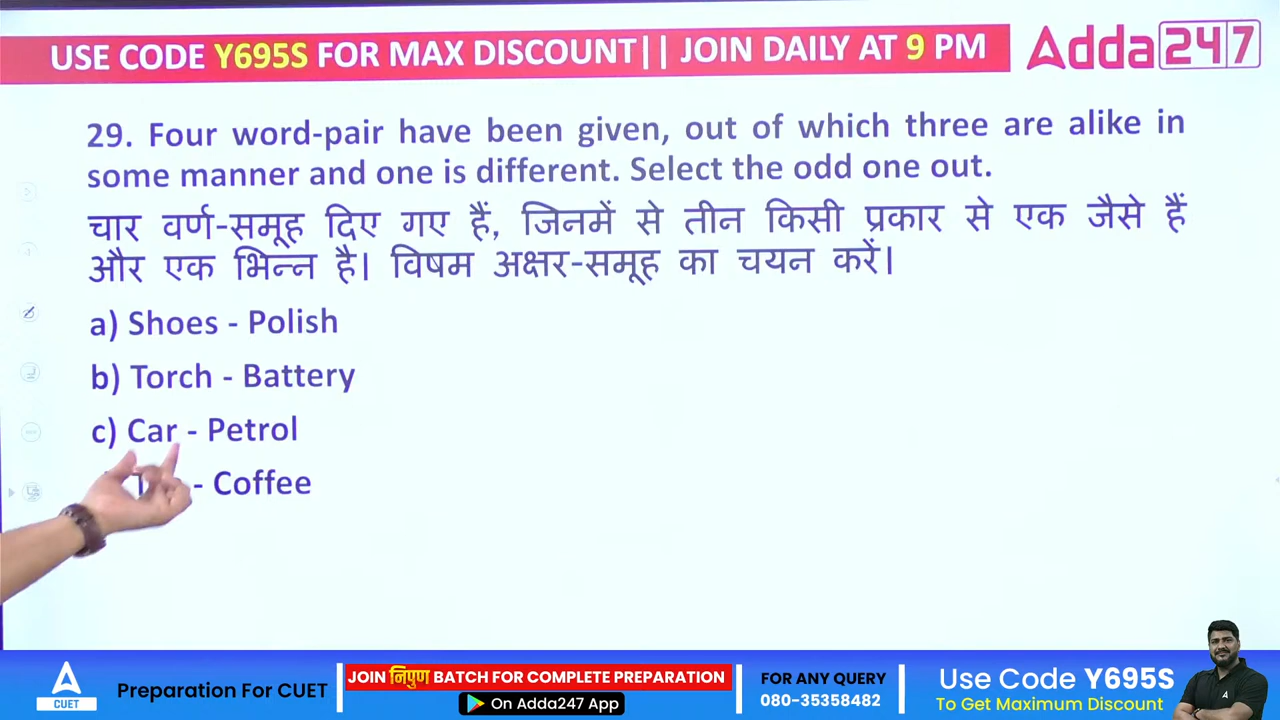 USE CODE Y695S FOR MAX DISCOUNT|| JOIN DAILY AT 9 PM
Adda247
29. Four word-pair have been given, out of which three are alike in
some manner and one is different. Select the odd one out.
चार वर्ण-समूह दिए गए हैं, जिनमें से तीन किसी प्रकार से एक जैसे हैं
और एक भिन्न है। विषम अक्षर-समूह का चयन करें।
a) Shoes - Polish
b) Torch - Battery
c) Car - Petrol
- Coffee
CUET
Preparation For CUET
JOIN निपुण BATCH FOR COMPLETE PREPARATION
On Adda247 App
FOR ANY QUERY
080-35358482
Use Code Y695S
To Get Maximum Discount